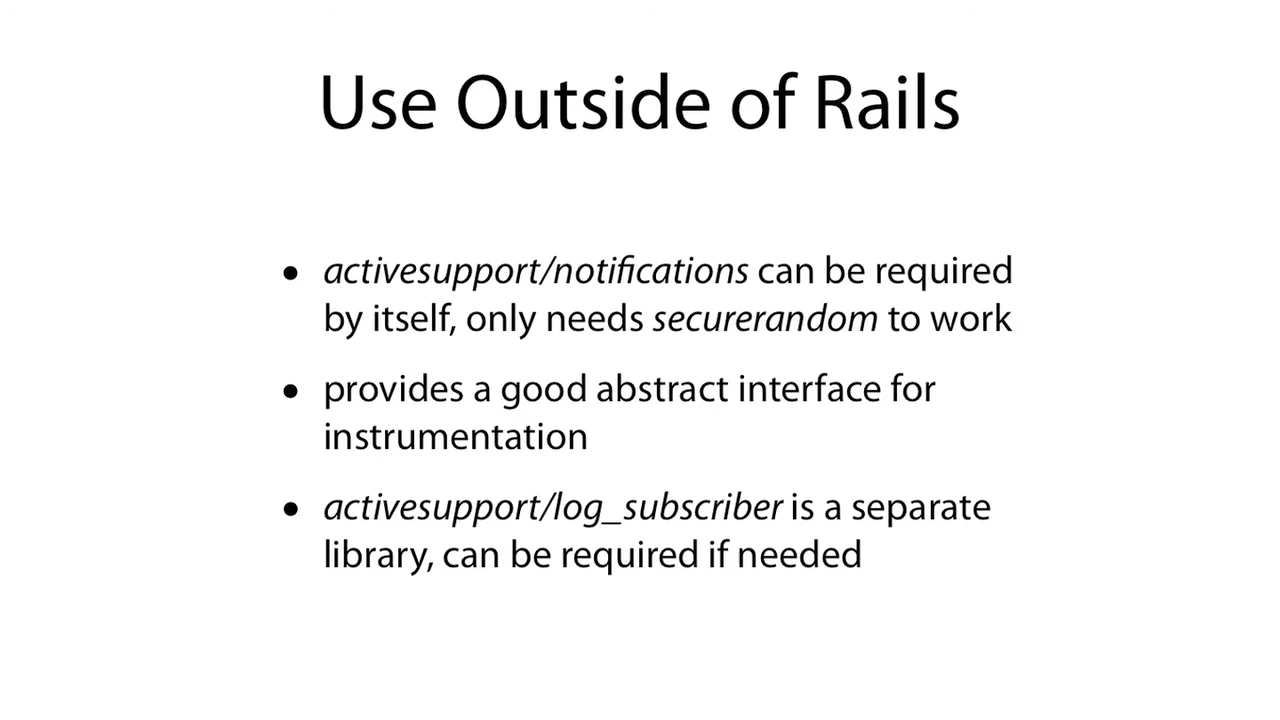 Use Outside of Rails
• activesupport/notifications can be required
by itself, only needs securerandom to work
• provides a good abstract interface for
instrumentation
• activesupport/log_subscriber is a separate
library, can be required if needed